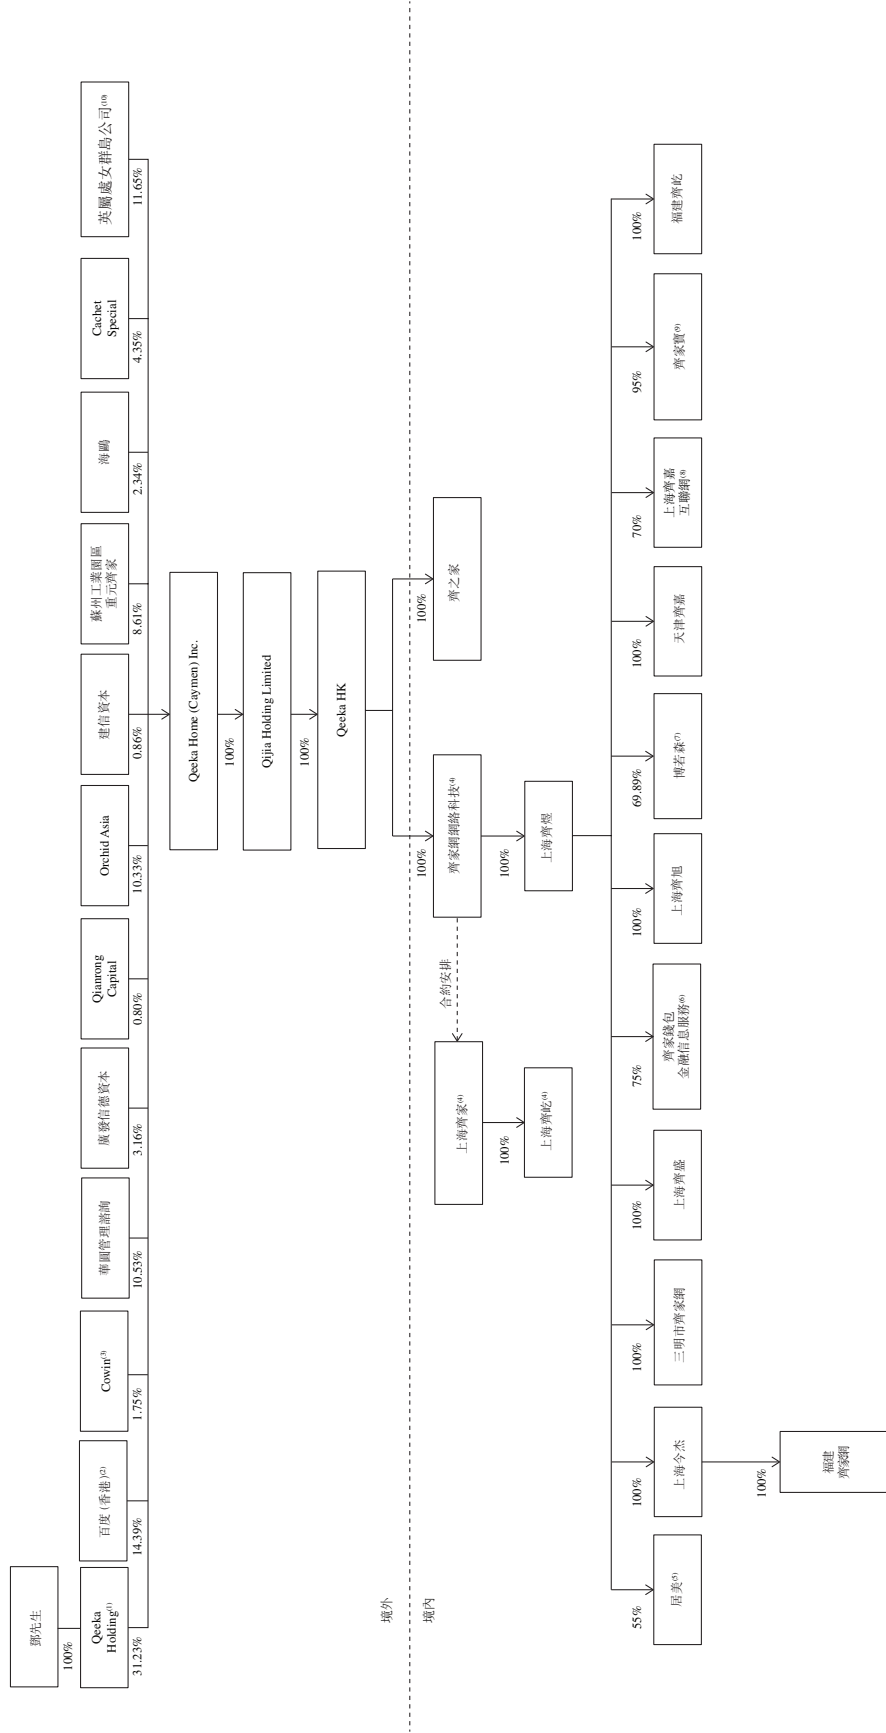 鄧先生
100%
Qeeka
Holding(1)
百度 (香港)(2)
Cowin(3)
華圓管理諮詢
廣發信德資本
Qianrong
Capital
Orchid Asia
建信資本
蘇州工業園區
重元齊家
海鷗
Cachet
Special
英屬處女群島公司(10)
31.23%
14.39%
1.75%
10.53%
3.16%
0.80%
10.33%
0.86%
8.61%
2.34%
4.35%
11.65%
Qeeka Home (Caymen) Inc.
100%
Qijia Holding Limited
100%
Qeeka HK
境外
境內
100%
100%
上海齊家(4)
合約安排
齊家網網絡科技(4)
齊之家
100%
100%
上海齊屹(4)
上海齊煜
55%
100%
100%
100%
75%
100%
69.89%
100%
70%
95%
100%
居美(5)
上海今杰
三明市齊家網
上海齊盛
齊家錢包
金融信息服務(6)
上海齊旭
博若森(7)
天津齊嘉
上海齊嘉
互聯網(8)
齊家寶(9)
福建齊屹
100%
福建
齊家網